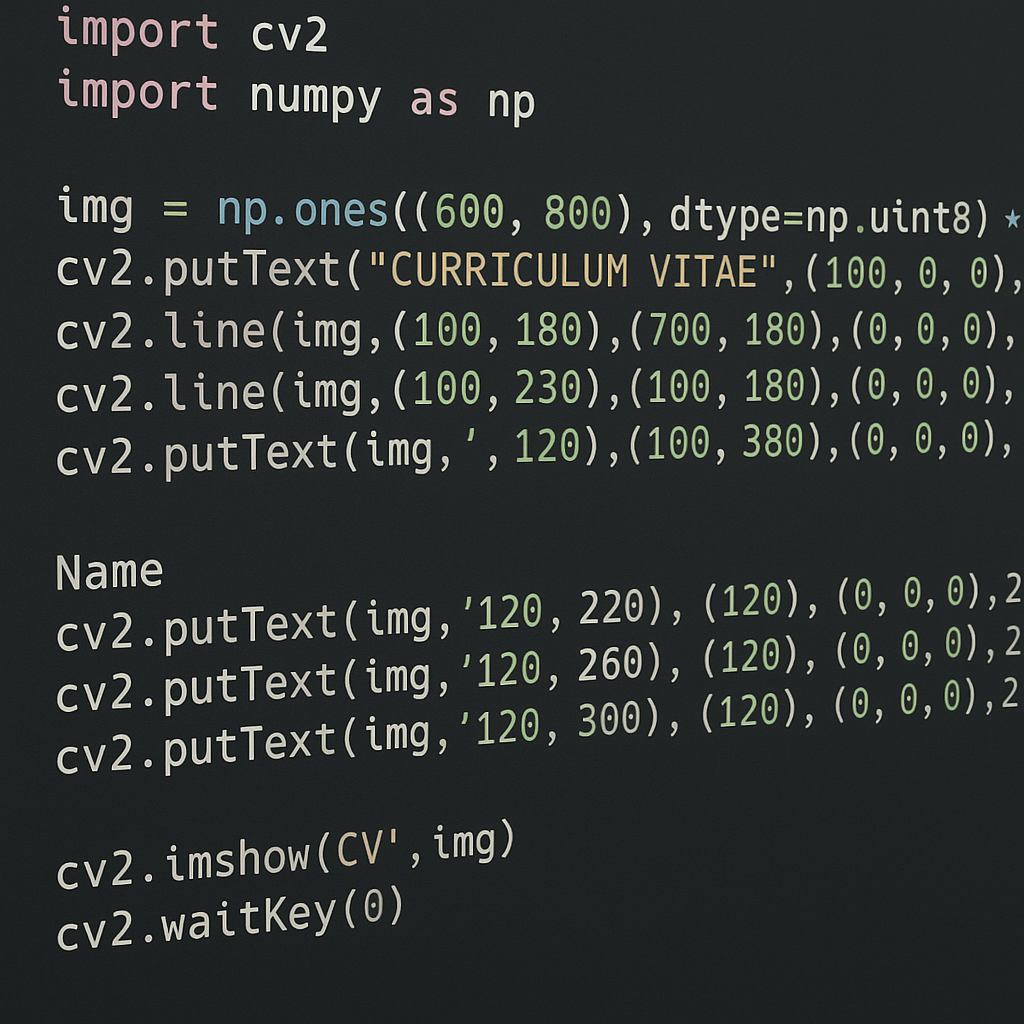 import cv2
import numpy as np
img = np.ones((600, 800), dtype=np.uint8) *
cv2.putText("CURRICULUM VITAE",(100, 0, 0),
cv2.line(img,(100, 180),(700, 180),(0, 0, 0),
cv2.line(img,(100, 230),(100, 180),(0, 0, 0),
cv2.putText(img,', 120),(100, 380),(0, 0, 0),
Name
cv2.putText(img,'120, 220), (120), (0, 0, 0),2
cv2.putText(img,'120, 260), (120), (0, 0, 0),2
cv2.putText(img,'120, 300), (120), (0, 0, 0),2
cv2.imshow(CV',img)
cv2.waitKey(0)